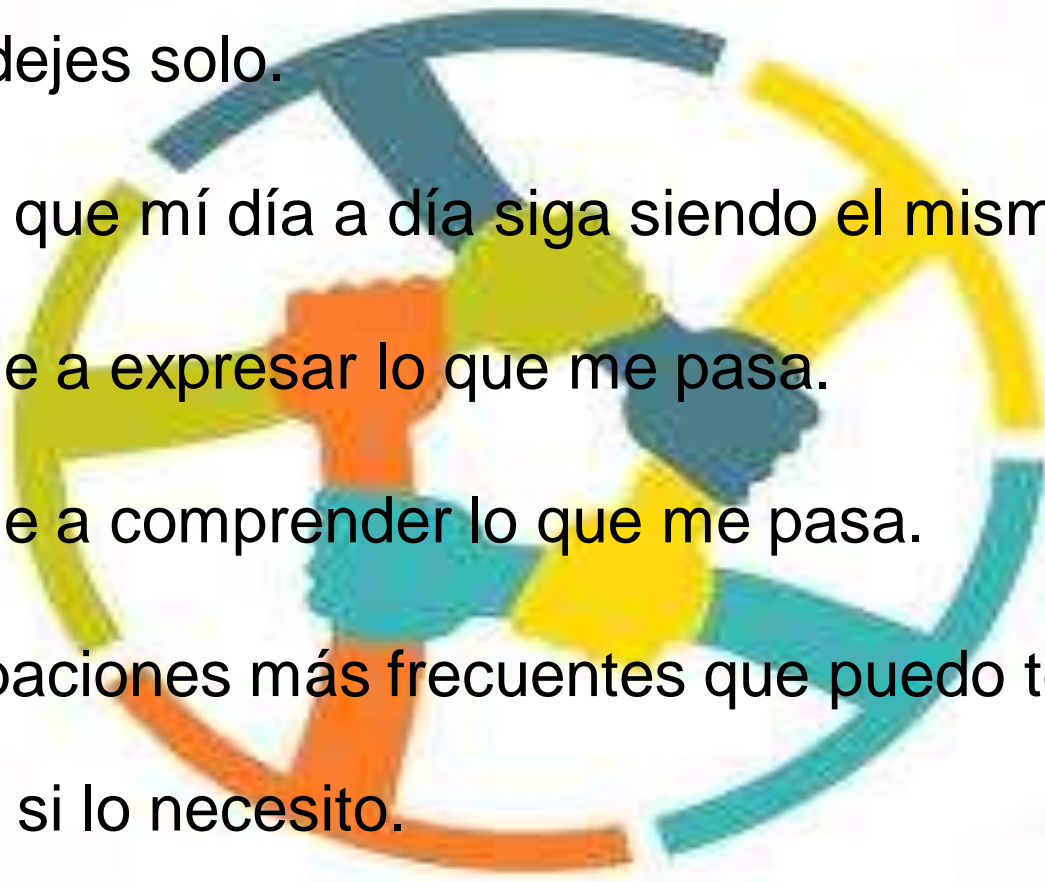 dejes solo.
que mí día a día siga siendo el mism
e a expresar lo que me pasa.
e a comprender lo que me pasa.
paciones más frecuentes que puedo t
si lo necesito.